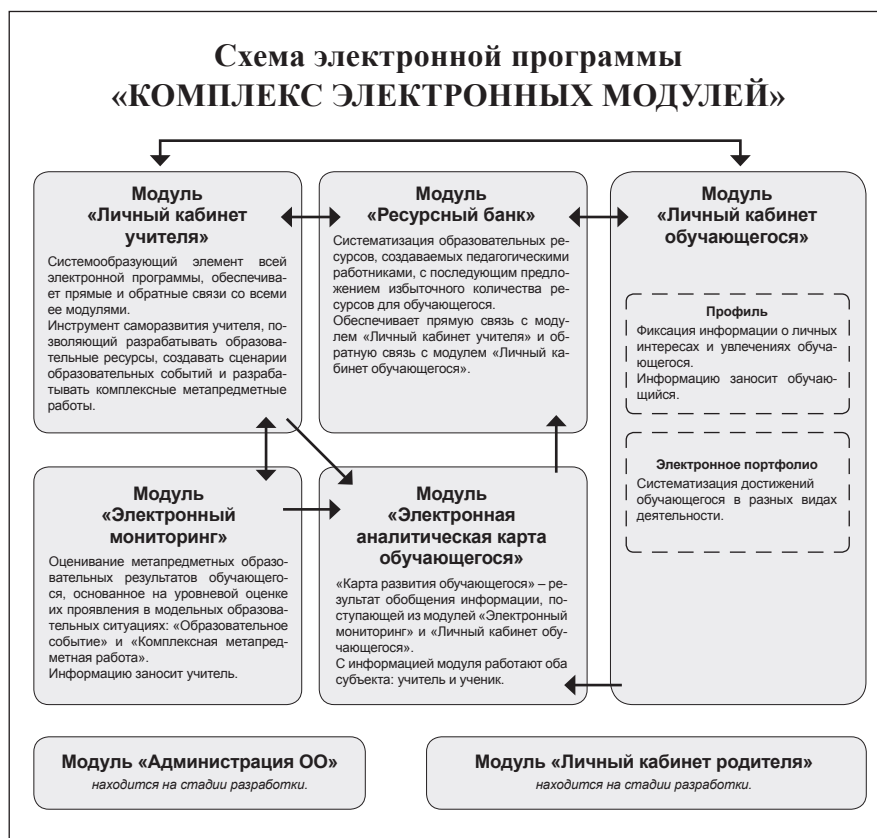 Схема электронной программы
«КОМПЛЕКС ЭЛЕКТРОННЫХ МОДУЛЕЙ»
Модуль
«Личный кабинет
учителя»
Системообразующий элемент всей
электронной программы, обеспечива-
ет прямые и обратные связи со всеми
ее модулями.
Инструмент саморазвития учителя, по-
зволяющий разрабатывать образова-
тельные ресурсы, создавать сценарии
образовательных событий и разраба-
тывать комплексные метапредметные
работы.
Модуль
«Ресурсный банк»
Систематизация образовательных ре-
сурсов, создаваемых педагогическими
работниками, с последующим предло-
жением избыточного количества ре-
сурсов для обучающегося.
Обеспечивает прямую связь с моду-
лем «Личный кабинет учителя» и об-
ратную связь с модулем «Личный ка-
бинет обучающегося».
Модуль
«Личный кабинет
обучающегося»
Профиль
Фиксация информации о личных
интересах и увлечениях обуча-
ющегося.
Информацию заносит обучаю-
щийся.
Электронное портфолио
Систематизация достижений
обучающегося в разных видах
деятельности.
Модуль
«Электронный
мониторинг»
Оценивание метапредметных образо-
вательных результатов обучающего-
ся, основанное на уровневой оценке
их проявления в модельных образова-
тельных ситуациях: «Образовательное
событие» и «Комплексная метапред-
метная работа».
Информацию заносит учитель.
Модуль
«Электронная
аналитическая карта
обучающегося»
«Карта развития обучающегося» – ре-
зультат обобщения информации, по-
ступающей из модулей «Электронный
мониторинг» и «Личный кабинет обу-
чающегося».
С информацией модуля работают оба
субъекта: учитель и ученик.
Модуль «Администрация ОО»
находится на стадии разработки.
Модуль «Личный кабинет родителя»
находится на стадии разработки.